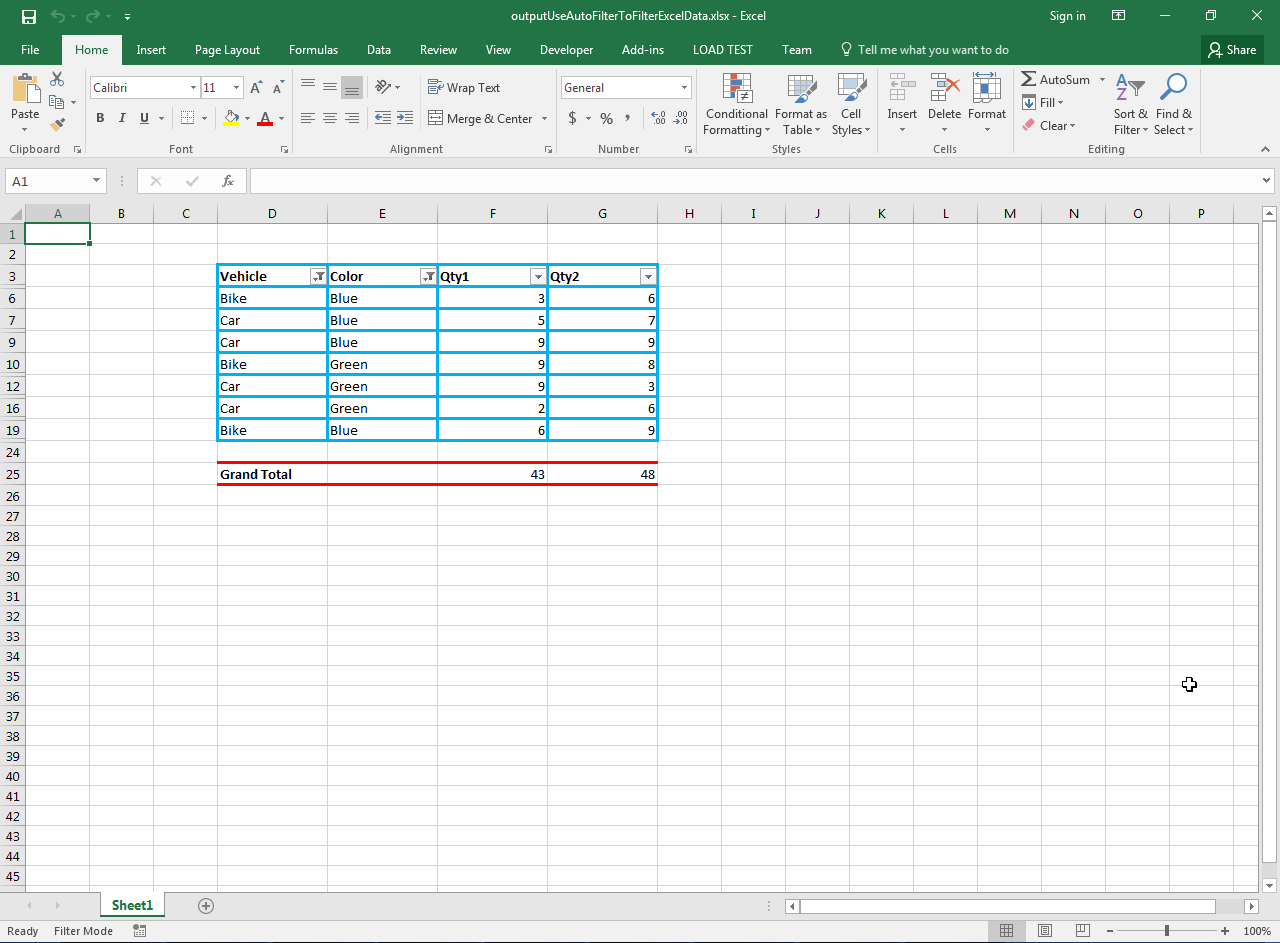 outputUseAutoFilterToFilterExcelData.xlsx - Excel
Sign in
File Home Insert Page Layout Formulas Data Review View Developer Add-ins LOAD TEST Team Tell me what you want to do Share
Calibri 11 Wrap Text General AutoSum
Paste B I U A Merge & Center $ % , Conditional Formatting Format as Table Cell Styles Insert Delete Format Fill Clear Sort & Filter Find & Select
Clipboard Font Alignment Number Styles Cells Editing
A1 fx
A B C D E F G H I J K L M N O P
1
2
3 Vehicle Color Qty1 Qty2
6 Bike Blue 3 6
7 Car Blue 5 7
9 Car Blue 9 9
10 Bike Green 9 8
12 Car Green 9 3
16 Car Green 2 6
19 Bike Blue 6 9
24
25 Grand Total 43 48
26
27
28
29
30
31
32
33
34
35
36
37
38
39
40
41
42
43
44
45
Sheet1
Ready Filter Mode 100%